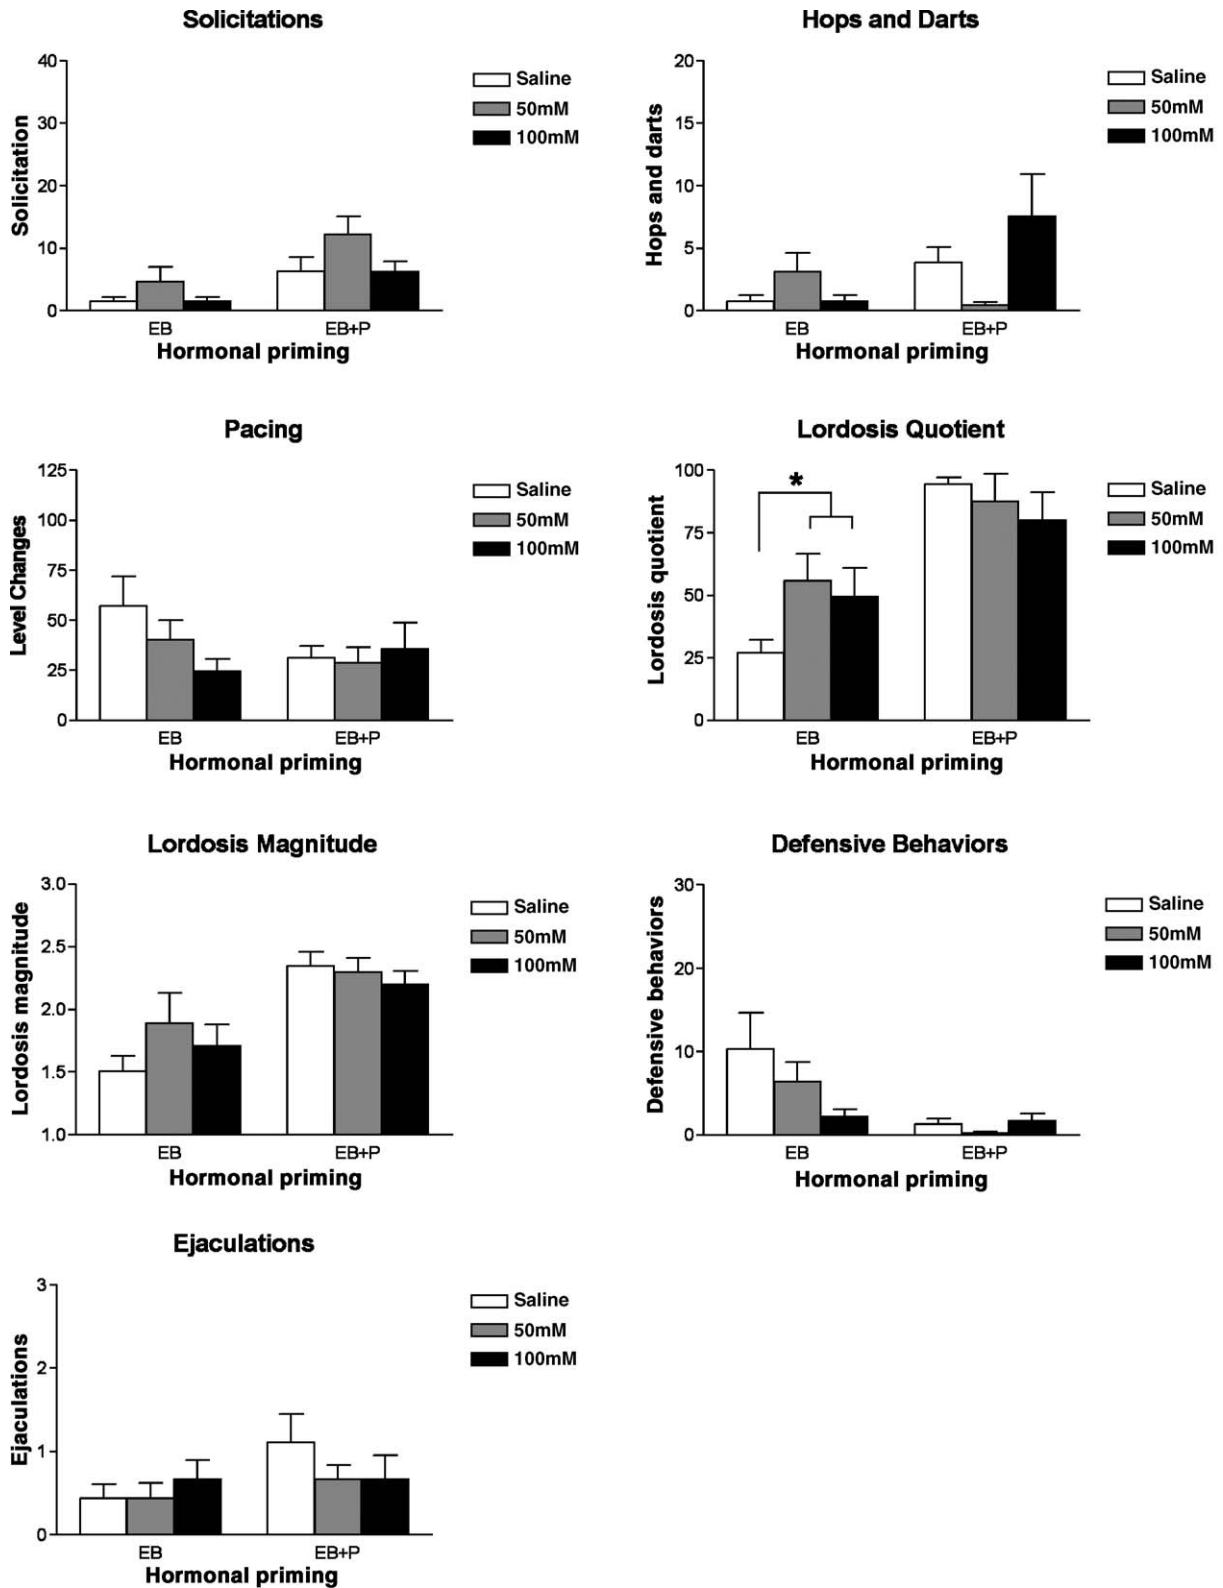 Solicitations
40
30
20
10
0
Solicitation
EB
EB+P
Hormonal priming
Saline
50mM
100mM
Hops and Darts
20
15
10
5
0
Hops and darts
EB
EB+P
Hormonal priming
Saline
50mM
100mM
Pacing
125
100
75
50
25
0
Level Changes
EB
EB+P
Hormonal priming
Saline
50mM
100mM
Lordosis Quotient
100
75
50
25
0
Lordosis quotient
*
EB
EB+P
Hormonal priming
Saline
50mM
100mM
Lordosis Magnitude
3.0
2.5
2.0
1.5
1.0
Lordosis magnitude
EB
EB+P
Hormonal priming
Saline
50mM
100mM
Defensive Behaviors
30
20
10
0
Defensive behaviors
EB
EB+P
Hormonal priming
Saline
50mM
100mM
Ejaculations
3
2
1
0
Ejaculations
EB
EB+P
Hormonal priming
Saline
50mM
100mM